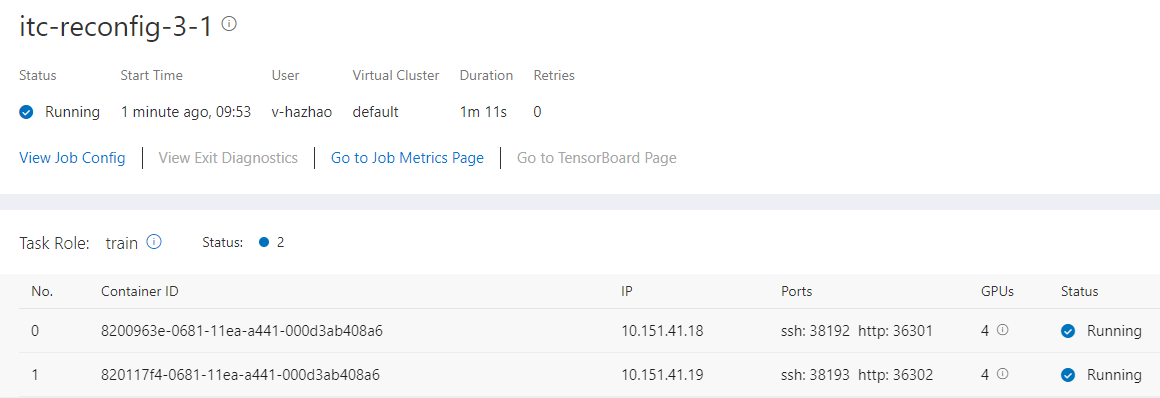 itc-reconfig-3-1
Status Start Time User Virtual Cluster Duration Retries
Running 1 minute ago, 09:53 v-hazhao default 1m 11s 0
View Job Config View Exit Diagnostics Go to Job Metrics Page Go to TensorBoard Page
Task Role: train Status: 2
No. Container ID IP Ports GPUs Status
0 8200963e-0681-11ea-a441-000d3ab408a6 10.151.41.18 ssh: 38192 http: 36301 4 Running
1 820117f4-0681-11ea-a441-000d3ab408a6 10.151.41.19 ssh: 38193 http: 36302 4 Running